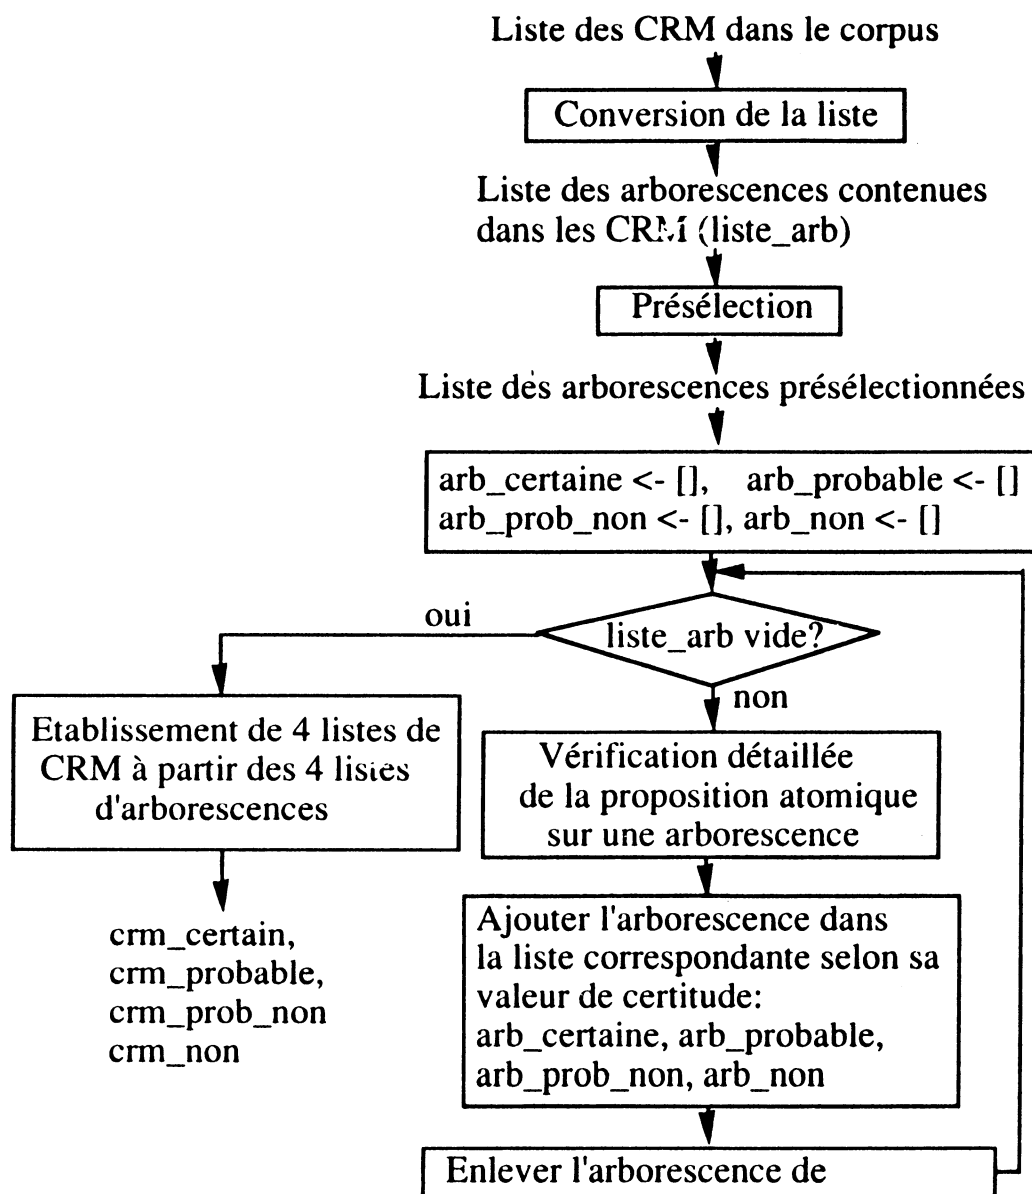 Liste des CRM dans le corpus
Conversion de la liste
Liste des arborescences contenues
dans les CRM (liste_arb)
Présélection
Liste des arborescences présélectionnées
arb_certaine <- [], arb_probable <- []
arb_prob_non <- [], arb_non <- []
liste_arb vide?
oui
non
Etablissement de 4 listes de
CRM à partir des 4 listes
d'arborescences
crm_certain,
crm_probable,
crm_prob_non
crm_non
Vérification détaillée
de la proposition atomique
sur une arborescence
Ajouter l'arborescence dans
la liste correspondante selon sa
valeur de certitude:
arb_certaine, arb_probable,
arb_prob_non, arb_non
Enlever l'arborescence de